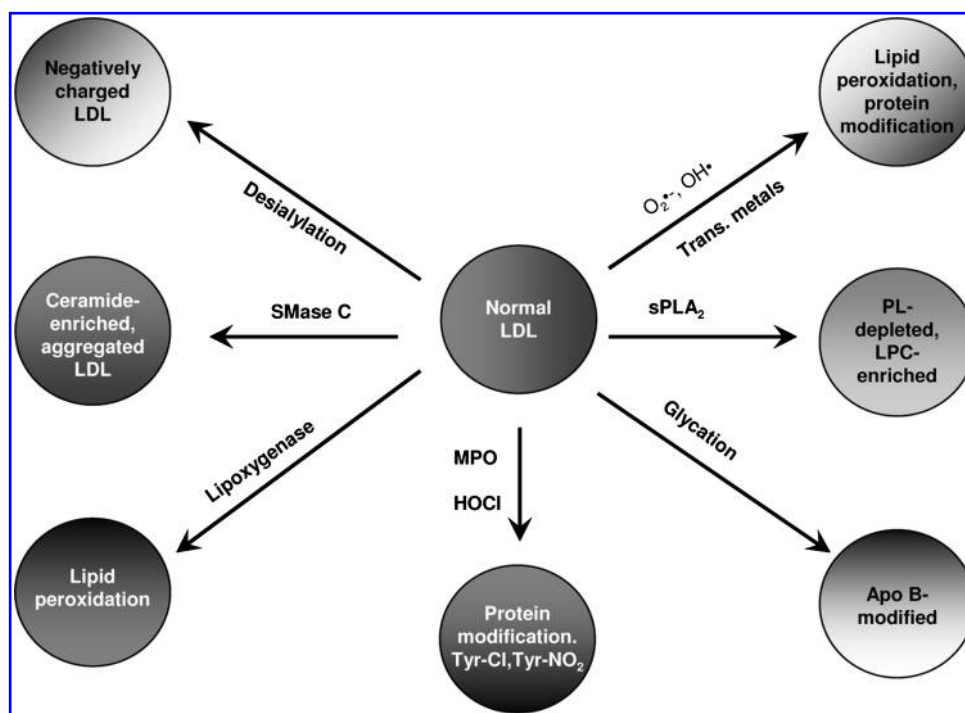 Negatively
charged
LDL
Lipid
peroxidation,
protein
modification
Desialylation
O₂•-, OH•
Trans. metals
Ceramide-
enriched,
aggregated
LDL
SMase C
Normal
LDL
sPLA₂
PL-
depleted,
LPC-
enriched
Lipoxygenase
MPO
HOCl
Glycation
Lipid
peroxidation
Protein
modification.
Tyr-Cl,Tyr-NO₂
Apo B-
modified